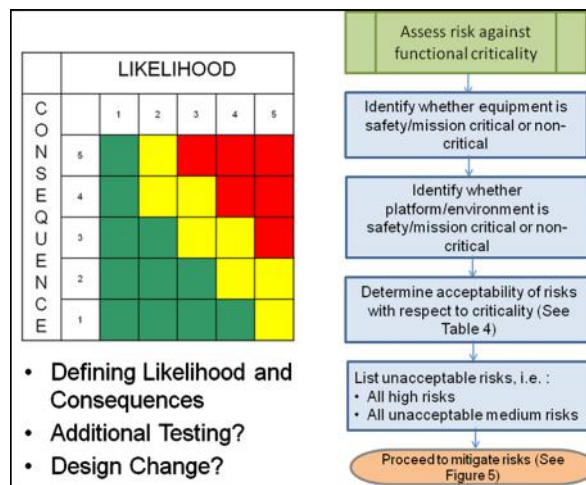 LIKELIHOOD
CONSEQUENCE
1 2 3 4 5
5
4
3
2
1
• Defining Likelihood and
Consequences
• Additional Testing?
• Design Change?
Assess risk against
functional criticality
Identify whether equipment is
safety/mission critical or non-
critical
Identify whether
platform/environment is
safety/mission critical or non-
critical
Determine acceptability of risks
with respect to criticality (See
Table 4)
List unacceptable risks, i.e. :
• All high risks
• All unacceptable medium risks
Proceed to mitigate risks (See
Figure 5)